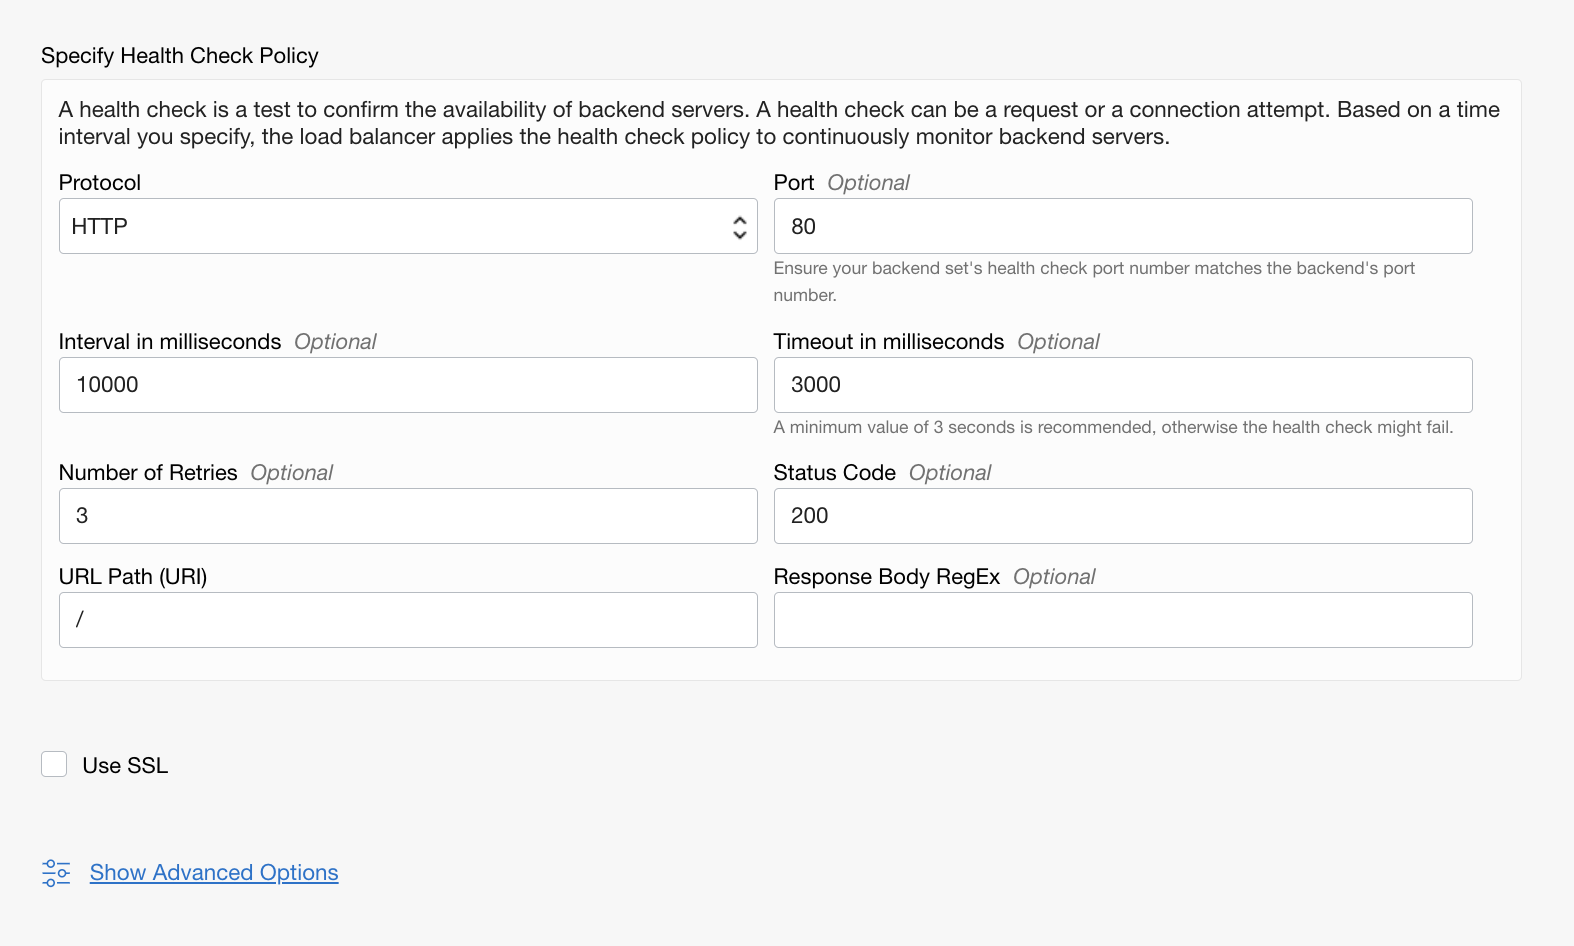 Specify Health Check Policy
A health check is a test to confirm the availability of backend servers. A health check can be a request or a connection attempt. Based on a time
interval you specify, the load balancer applies the health check policy to continuously monitor backend servers.
Protocol
Port Optional
HTTP
80
Ensure your backend set's health check port number matches the backend's port
number.
Interval in milliseconds Optional
Timeout in milliseconds Optional
10000
3000
A minimum value of 3 seconds is recommended, otherwise the health check might fail.
Number of Retries Optional
Status Code Optional
3
200
URL Path (URI)
Response Body RegEx Optional
/
Use SSL
Show Advanced Options